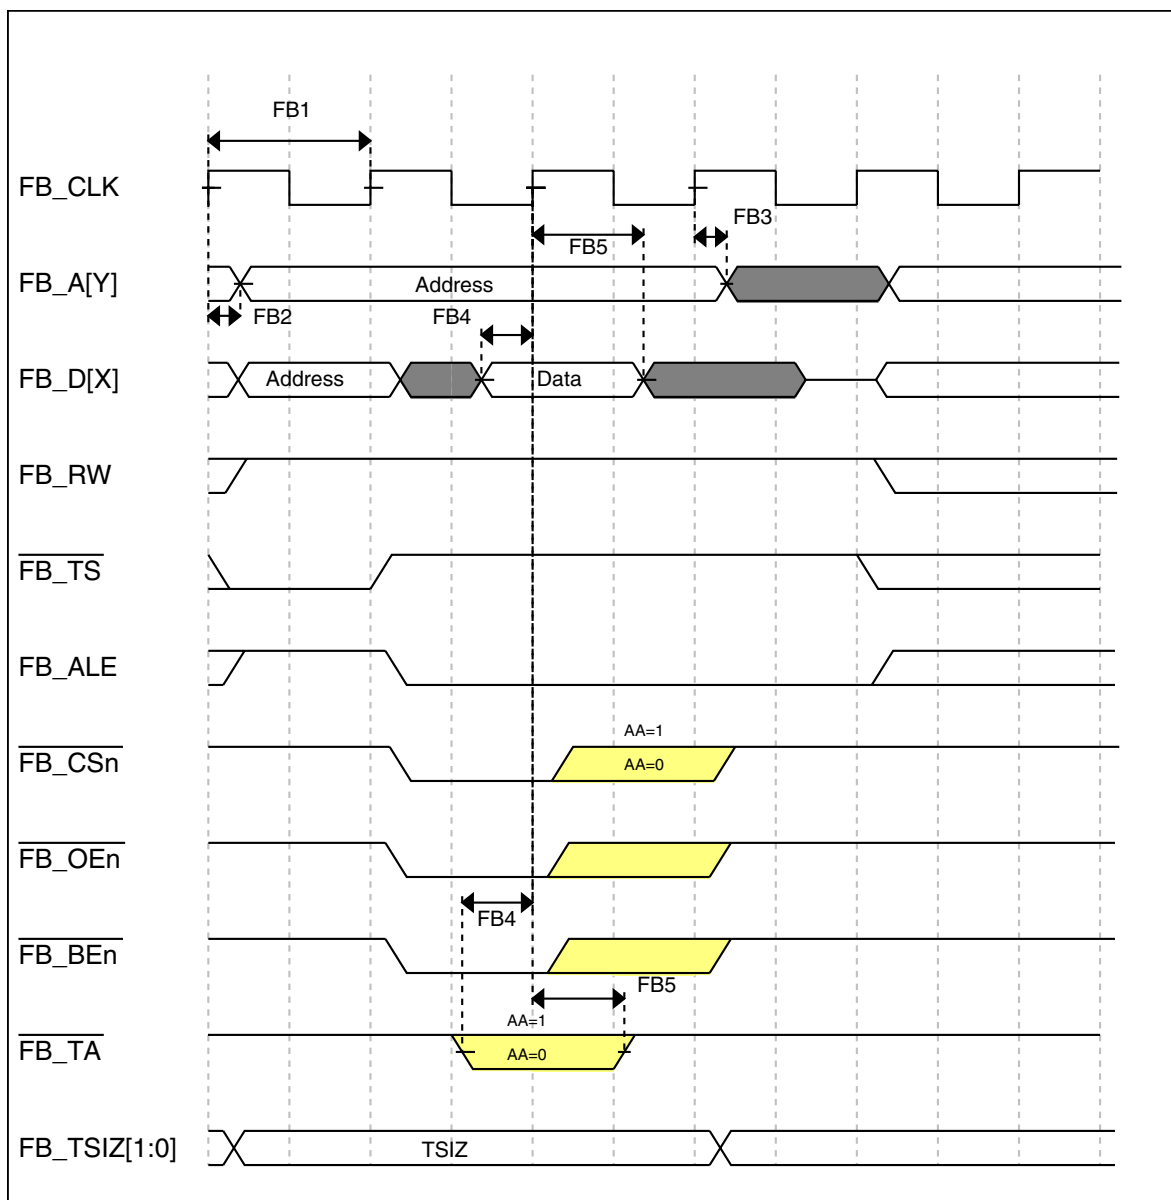 FB1
FB_CLK
FB3
FB5
FB_A[Y]
Address
FB2
FB4
FB_D[X]
Address
Data
FB_RW
FB_TS
FB_ALE
AA=1
FB_CSn
AA=0
FB_OEn
FB4
FB_BEn
FB5
AA=1
FB_TA
AA=0
FB_TSIZ[1:0]
TSIZ